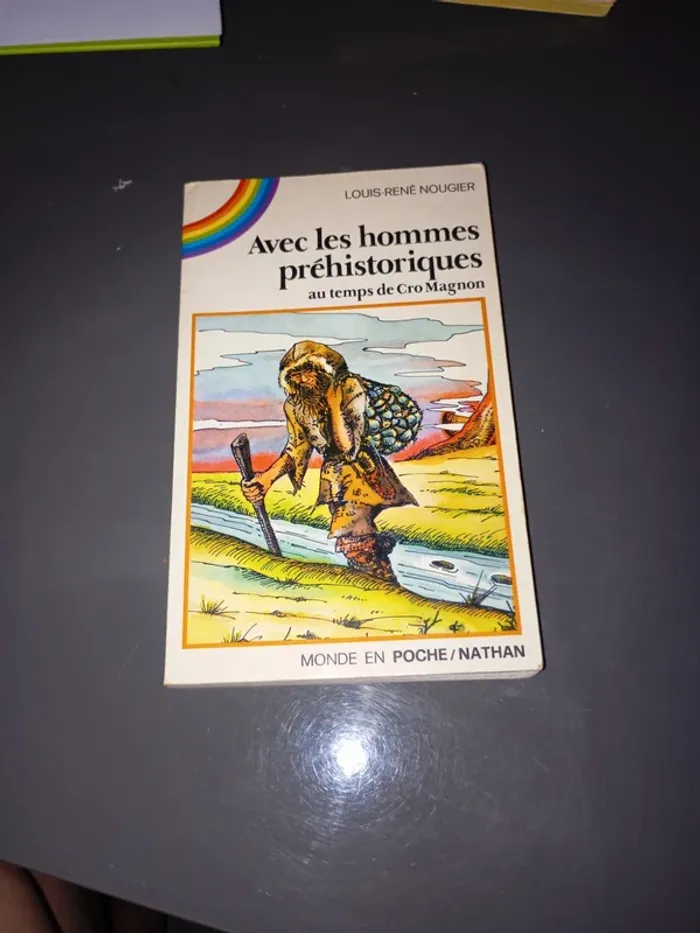 LOUIS-RENÉ NOUGIER
Avec les hommes
préhistoriques
au temps de Cro Magnon
MONDE EN POCHE/NATHAN